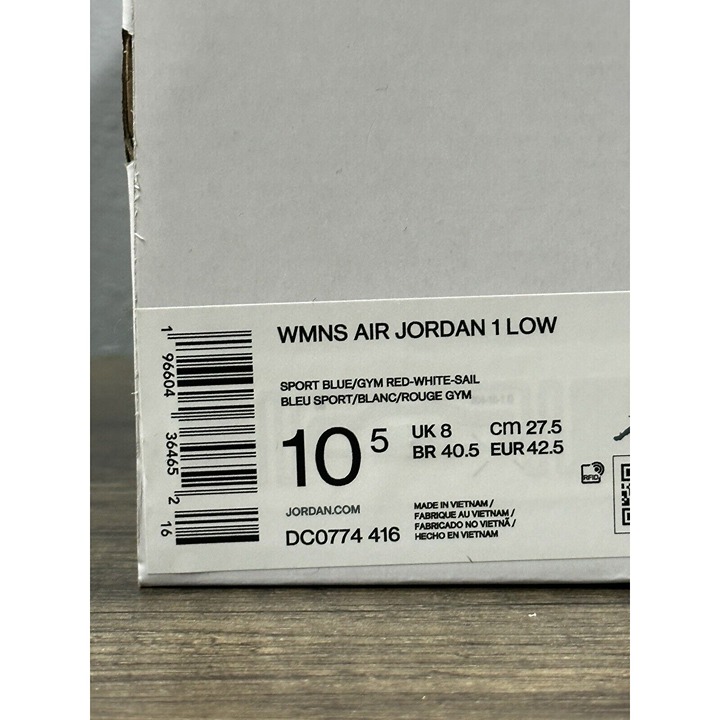 WMNS AIR JORDAN 1 LOW
SPORT BLUE/GYM RED-WHITE-SAIL
BLEU SPORT/BLANC/ROUGE GYM
10 5
UK 8
cm 27.5
BR 40.5
EUR 42.5
JORDAN.COM
DC0774 416
MADE IN VIETNAM /
FABRIQUE AU VIETNAM /
FABRICADO NO VIETNÃ /
HECHO EN VIETNAM
RFID
1 96604 36465 2 16